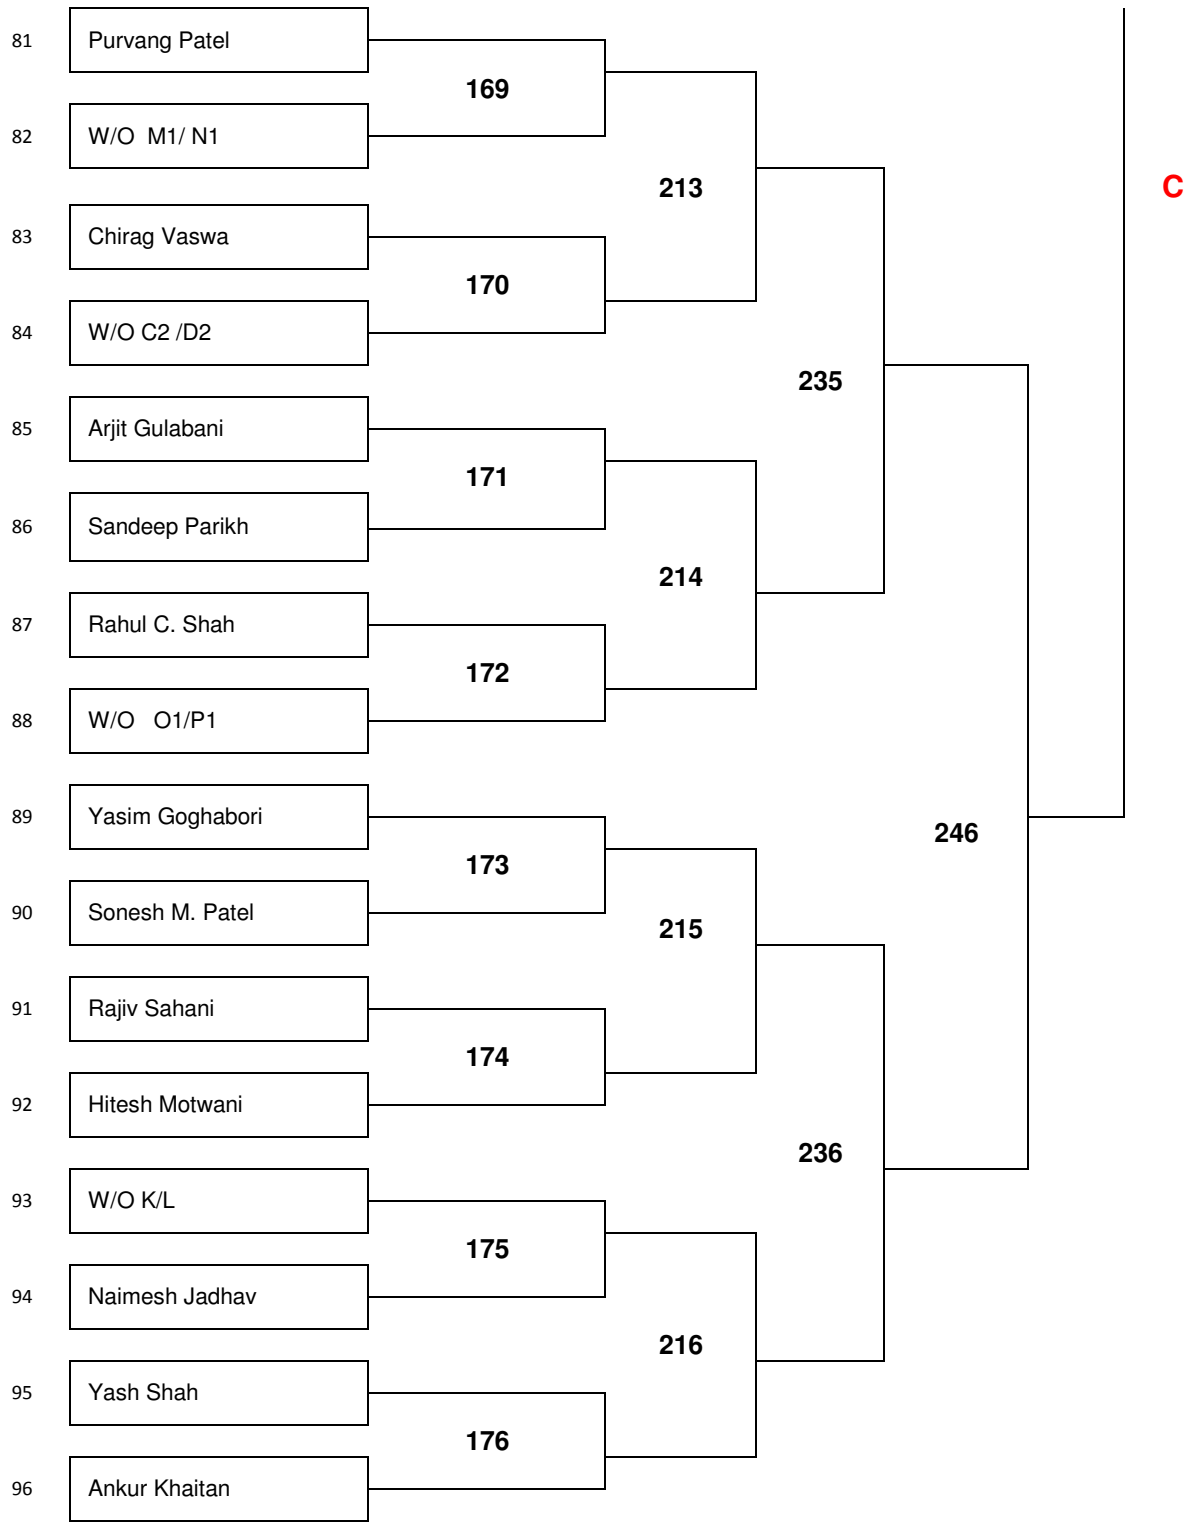 81 Purvang Patel
169
82 W/O M1/ N1
213
C
83 Chirag Vaswa
170
84 W/O C2 /D2
235
85 Arjit Gulabani
171
86 Sandeep Parikh
214
87 Rahul C. Shah
172
88 W/O O1/P1
89 Yasim Goghabori
246
173
90 Sonesh M. Patel
215
91 Rajiv Sahani
174
92 Hitesh Motwani
236
93 W/O K/L
175
94 Naimesh Jadhav
216
95 Yash Shah
176
96 Ankur Khaitan